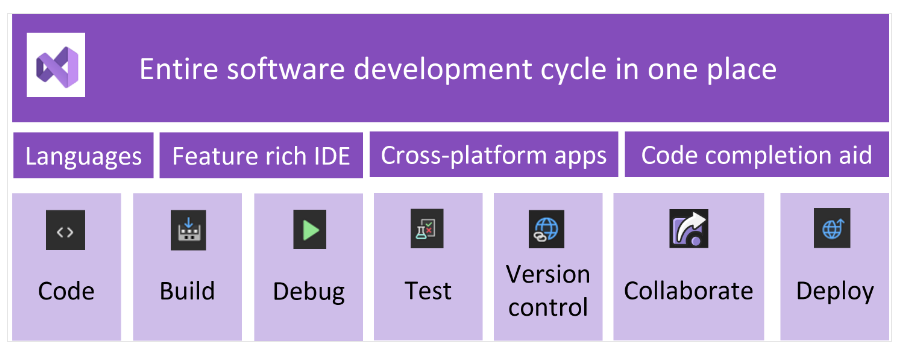 Entire software development cycle in one place
Languages
Feature rich IDE
Cross-platform apps
Code completion aid
Code
Build
Debug
Test
Version
control
Collaborate
Deploy